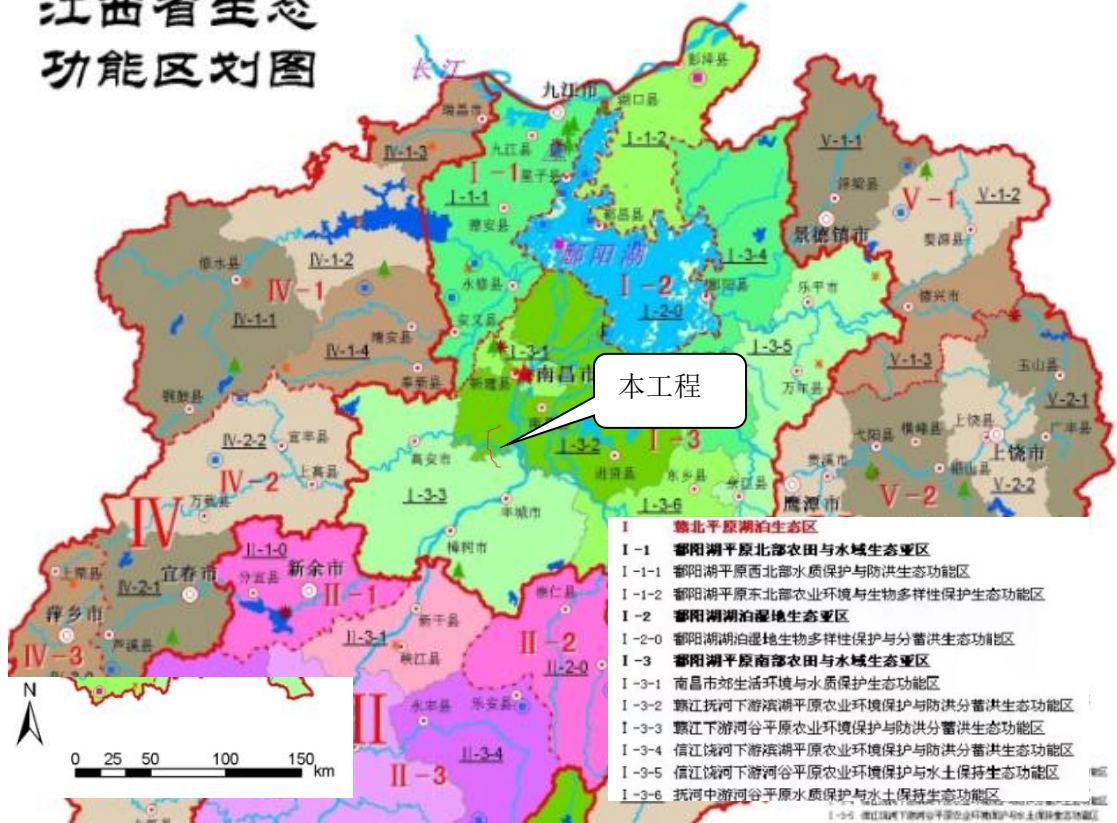 江西省生态
功能区划图
长江
彭泽县
九江市
湖口县
瑞昌市
I-1-2
V-1-1
九江县
IV-1-3
I-1
星子县
浮梁县
V-1
V-1-2
I-1-1
都昌县
德安县
景德镇市
婺源县
鄱阳湖
修水县
IV-1-2
I-3-4
IV-1
永修县
I-2
鄱阳县
乐平市
德兴市
IV-1-1
I-2-0
安义县
靖安县
I-3-5
IV-1-4
I-3-1
V-1-3
玉山县
奉新县
新建县
南昌市
本工程
万年县
铜鼓县
V-2-1
IV-2-2
宜丰县
I-3-2
I-3
弋阳县
横峰县
上饶县
广丰县
高安市
进贤县
上饶市
IV-2
上高县
贵溪市
铅山县
东乡县
余江县
I-3-3
V-2
V-2-2
万载县
丰城市
I-3-6
鹰潭市
IV
樟树市
II-1-0
上栗县
IV-2-1
宜春市
分宜县
新余市
II-1
崇仁县
萍乡市
新干县
II-2
芦溪县
II-3-1
峡江县
IV-3
II-2-0
永丰县
乐安县
II
II-3-4
II-3
N
0 25 50 100 150
km
I 赣北平原湖泊生态区
I-1 鄱阳湖平原北部农田与水域生态亚区
I-1-1 鄱阳湖平原西北部水质保护与防洪生态功能区
I-1-2 鄱阳湖平原东北部农业环境与生物多样性保护生态功能区
I-2 鄱阳湖湖泊湿地生态亚区
I-2-0 鄱阳湖湖泊湿地生物多样性保护与分蓄洪生态功能区
I-3 鄱阳湖平原南部农田与水域生态亚区
I-3-1 南昌市郊生活环境与水质保护生态功能区
I-3-2 赣江抚河下游滨湖平原农业环境保护与防洪分蓄洪生态功能区
I-3-3 赣江下游河谷平原农业环境保护与防洪分蓄洪生态功能区
I-3-4 信江饶河下游滨湖平原农业环境保护与防洪分蓄洪生态功能区
I-3-5 信江饶河下游河谷平原农业环境保护与水土保持生态功能区
I-3-6 抚河中游河谷平原水质保护与水土保持生态功能区